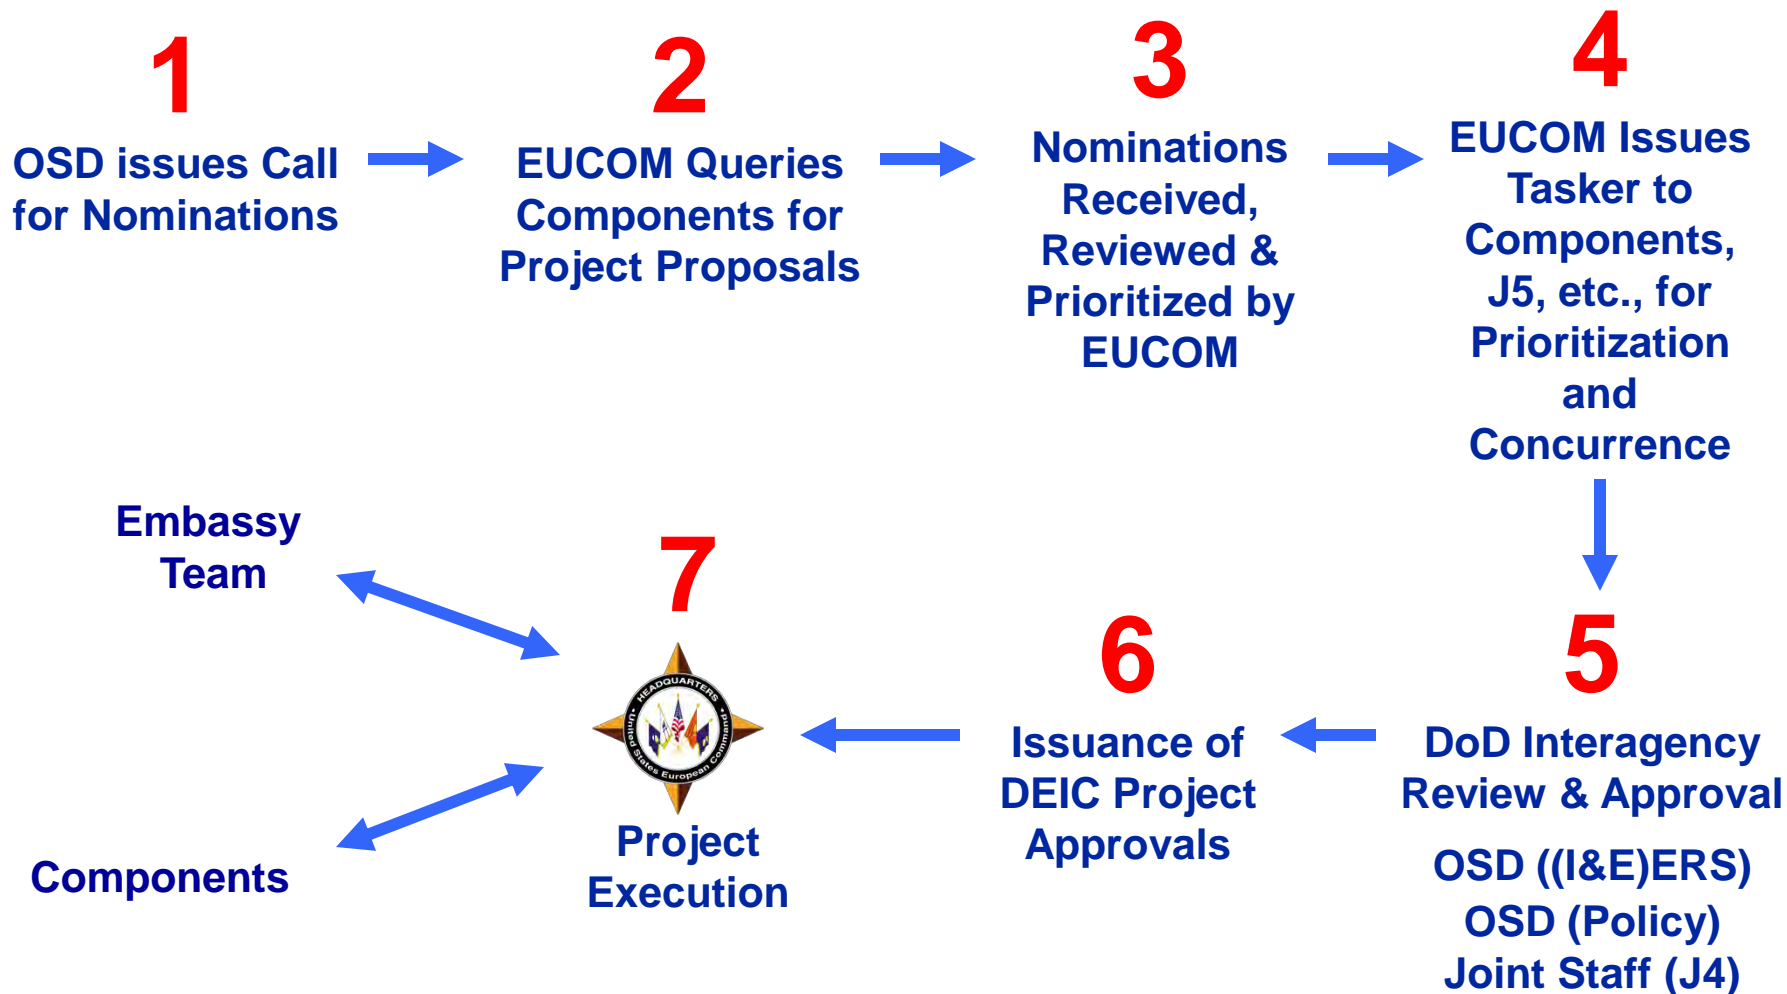 1
OSD issues Call
for Nominations
2
EUCOM Queries
Components for
Project Proposals
3
Nominations
Received,
Reviewed &
Prioritized by
EUCOM
4
EUCOM Issues
Tasker to
Components,
J5, etc., for
Prioritization
and
Concurrence
5
DoD Interagency
Review & Approval
OSD ((I&E)ERS)
OSD (Policy)
Joint Staff (J4)
6
Issuance of
DEIC Project
Approvals
7
HEADQUARTERS
United States European Command
Project
Execution
Embassy
Team
Components